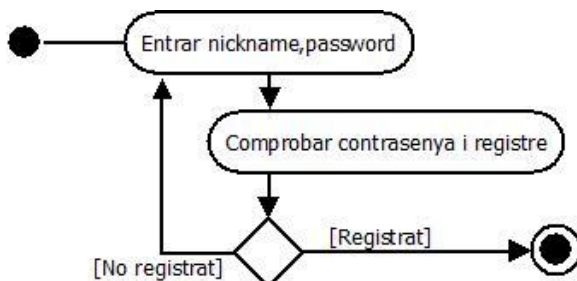 Entrar nickname,password
Comprobar contrasenya i registre
[Registrat]
[No registrat]